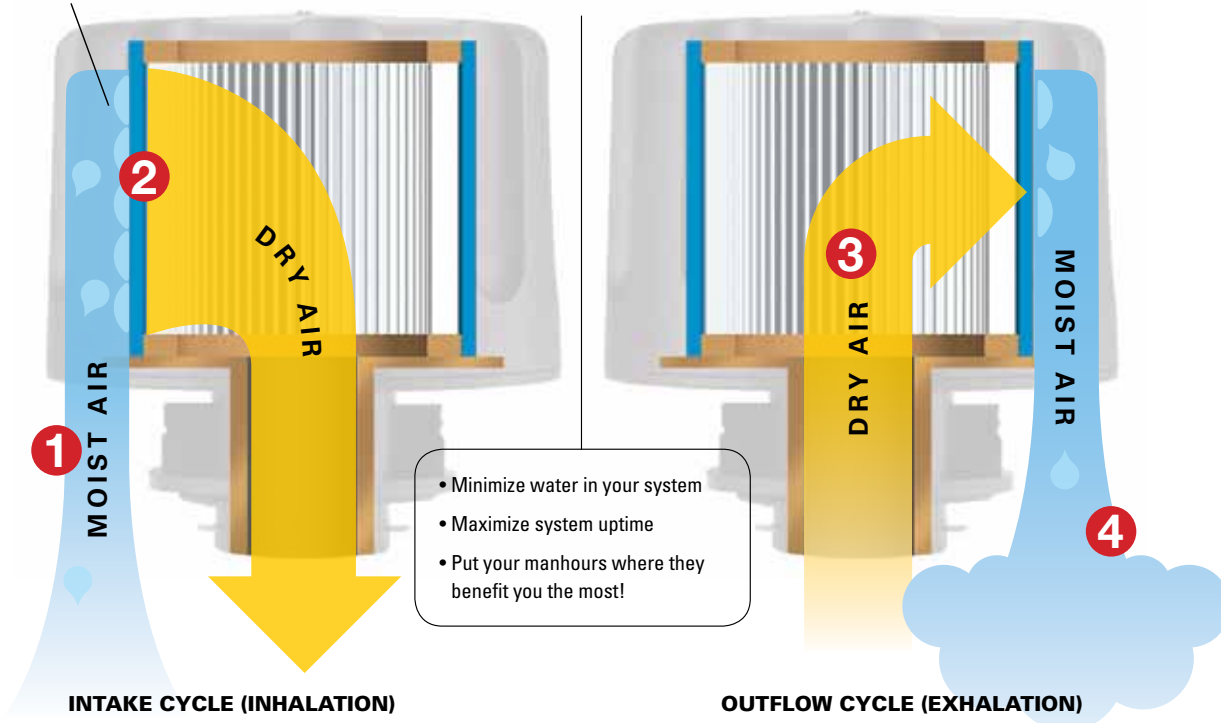 2
DRY AIR
1
MOIST AIR
INTAKE CYCLE (INHALATION)
• Minimize water in your system
• Maximize system uptime
• Put your manhours where they
benefit you the most!
3
DRY AIR
MOIST AIR
4
OUTFLOW CYCLE (EXHALATION)